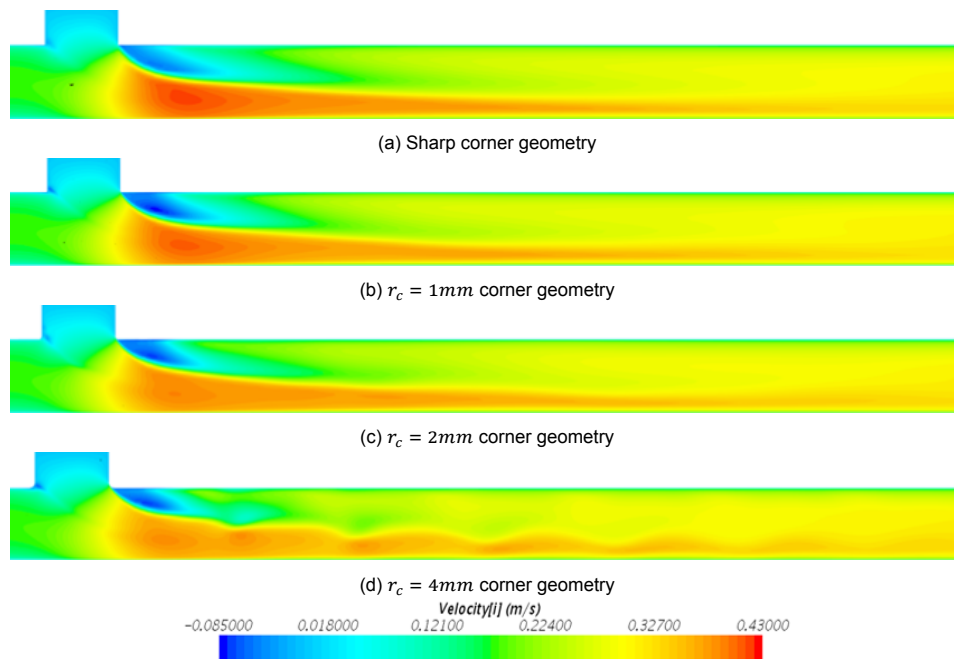 (a) Sharp corner geometry
(b) r_c = 1mm corner geometry
(c) r_c = 2mm corner geometry
(d) r_c = 4mm corner geometry
Velocity[i] (m/s)
-0.085000 0.018000 0.12100 0.22400 0.32700 0.43000